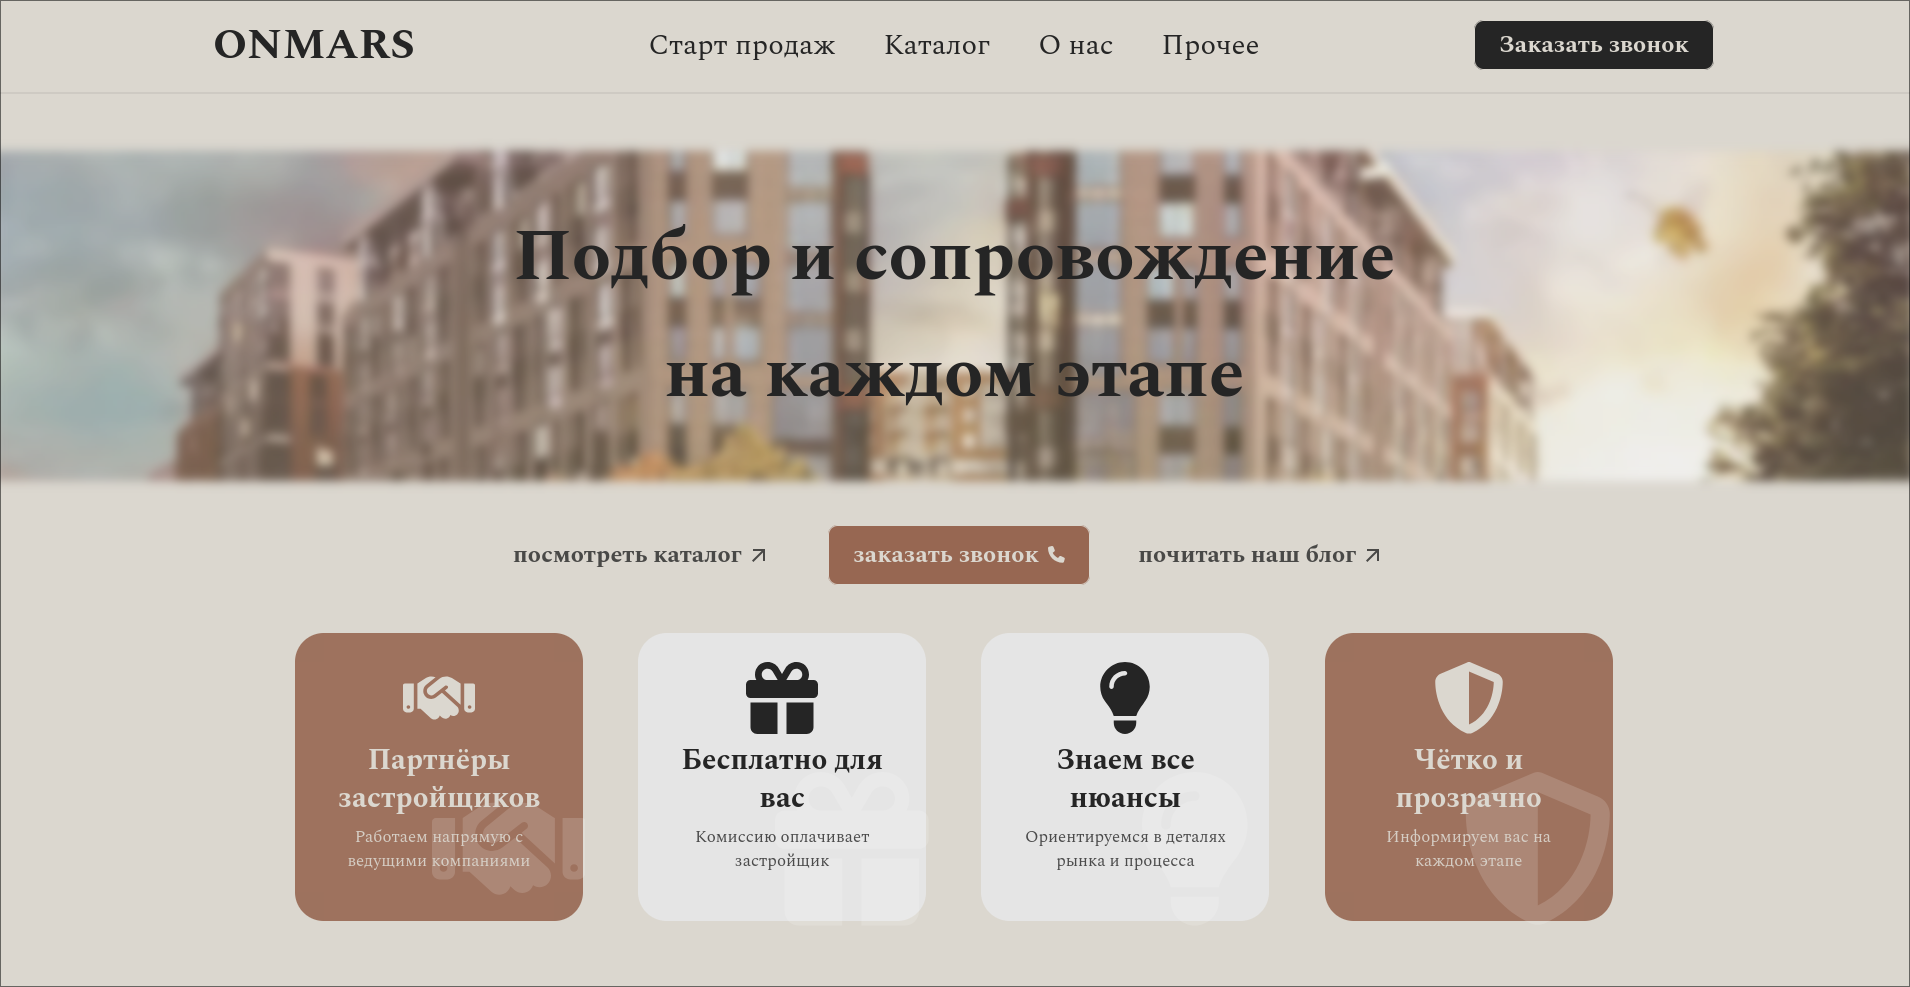 ONMARS
Старт продаж
Каталог
О нас
Прочее
Заказать звонок
Подбор и сопровождение
на каждом этапе
посмотреть каталог
заказать звонок
почитать наш блог
Партнёры
застройщиков
Работаем напрямую с
ведущими компаниями
Бесплатно для
вас
Комиссию оплачивает
застройщик
Знаем все
нюансы
Ориентируемся в деталях
рынка и процесса
Чётко и
прозрачно
Информируем вас на
каждом этапе